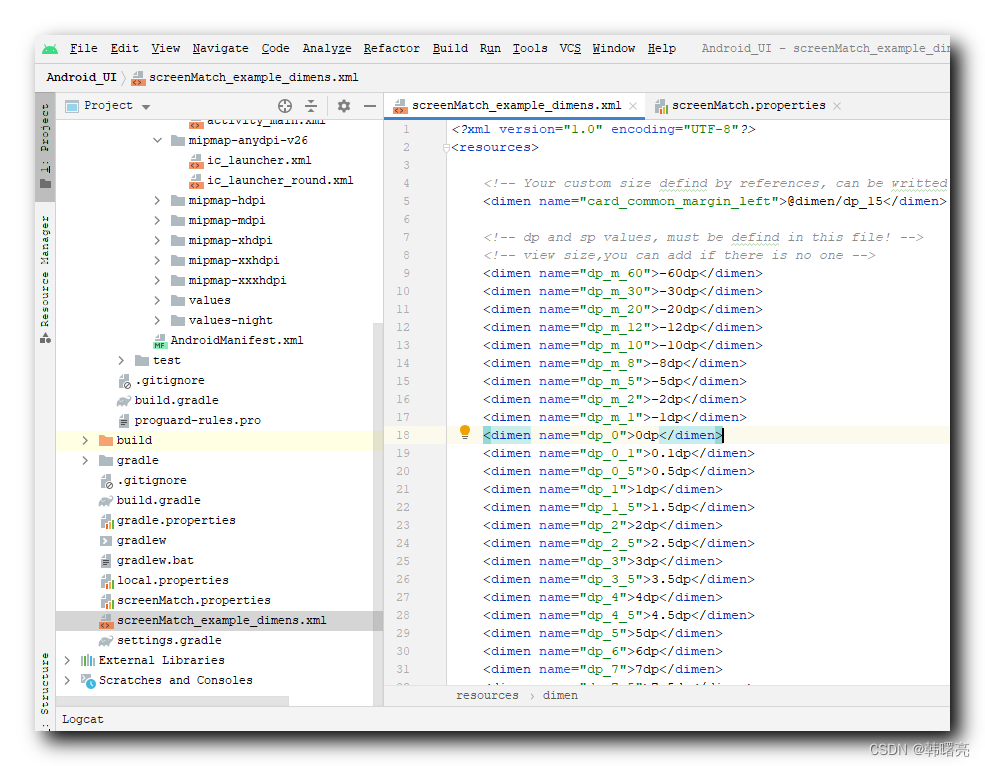 File Edit View Navigate Code Analyze Refactor Build Run Tools VCS Window Help Android_UI - screenMatch_example_dim
Android_UI screenMatch_example_dimens.xml
Project
screenMatch_example_dimens.xml
screenMatch.properties
1: Project
Resource Manager
Structure
activity_main.xml
mipmap-anydpi-v26
ic_launcher.xml
ic_launcher_round.xml
mipmap-hdpi
mipmap-mdpi
mipmap-xhdpi
mipmap-xxhdpi
mipmap-xxxhdpi
values
values-night
AndroidManifest.xml
test
.gitignore
build.gradle
proguard-rules.pro
build
gradle
.gitignore
build.gradle
gradle.properties
gradlew
gradlew.bat
local.properties
screenMatch.properties
screenMatch_example_dimens.xml
settings.gradle
External Libraries
Scratches and Consoles
1 <?xml version="1.0" encoding="UTF-8"?>
2 <resources>
3
4 <!-- Your custom size defind by references, can be writted
5 <dimen name="card_common_margin_left">@dimen/dp_15</dimen>
6
7 <!-- dp and sp values, must be defind in this file! -->
8 <!-- view size,you can add if there is no one -->
9 <dimen name="dp_m_60">-60dp</dimen>
10 <dimen name="dp_m_30">-30dp</dimen>
11 <dimen name="dp_m_20">-20dp</dimen>
12 <dimen name="dp_m_12">-12dp</dimen>
13 <dimen name="dp_m_10">-10dp</dimen>
14 <dimen name="dp_m_8">-8dp</dimen>
15 <dimen name="dp_m_5">-5dp</dimen>
16 <dimen name="dp_m_2">-2dp</dimen>
17 <dimen name="dp_m_1">-1dp</dimen>
18 <dimen name="dp_0">0dp</dimen>
19 <dimen name="dp_0_1">0.1dp</dimen>
20 <dimen name="dp_0_5">0.5dp</dimen>
21 <dimen name="dp_1">1dp</dimen>
22 <dimen name="dp_1_5">1.5dp</dimen>
23 <dimen name="dp_2">2dp</dimen>
24 <dimen name="dp_2_5">2.5dp</dimen>
25 <dimen name="dp_3">3dp</dimen>
26 <dimen name="dp_3_5">3.5dp</dimen>
27 <dimen name="dp_4">4dp</dimen>
28 <dimen name="dp_4_5">4.5dp</dimen>
29 <dimen name="dp_5">5dp</dimen>
30 <dimen name="dp_6">6dp</dimen>
31 <dimen name="dp_7">7dp</dimen>
resources › dimen
Logcat
CSDN @韩曙亮